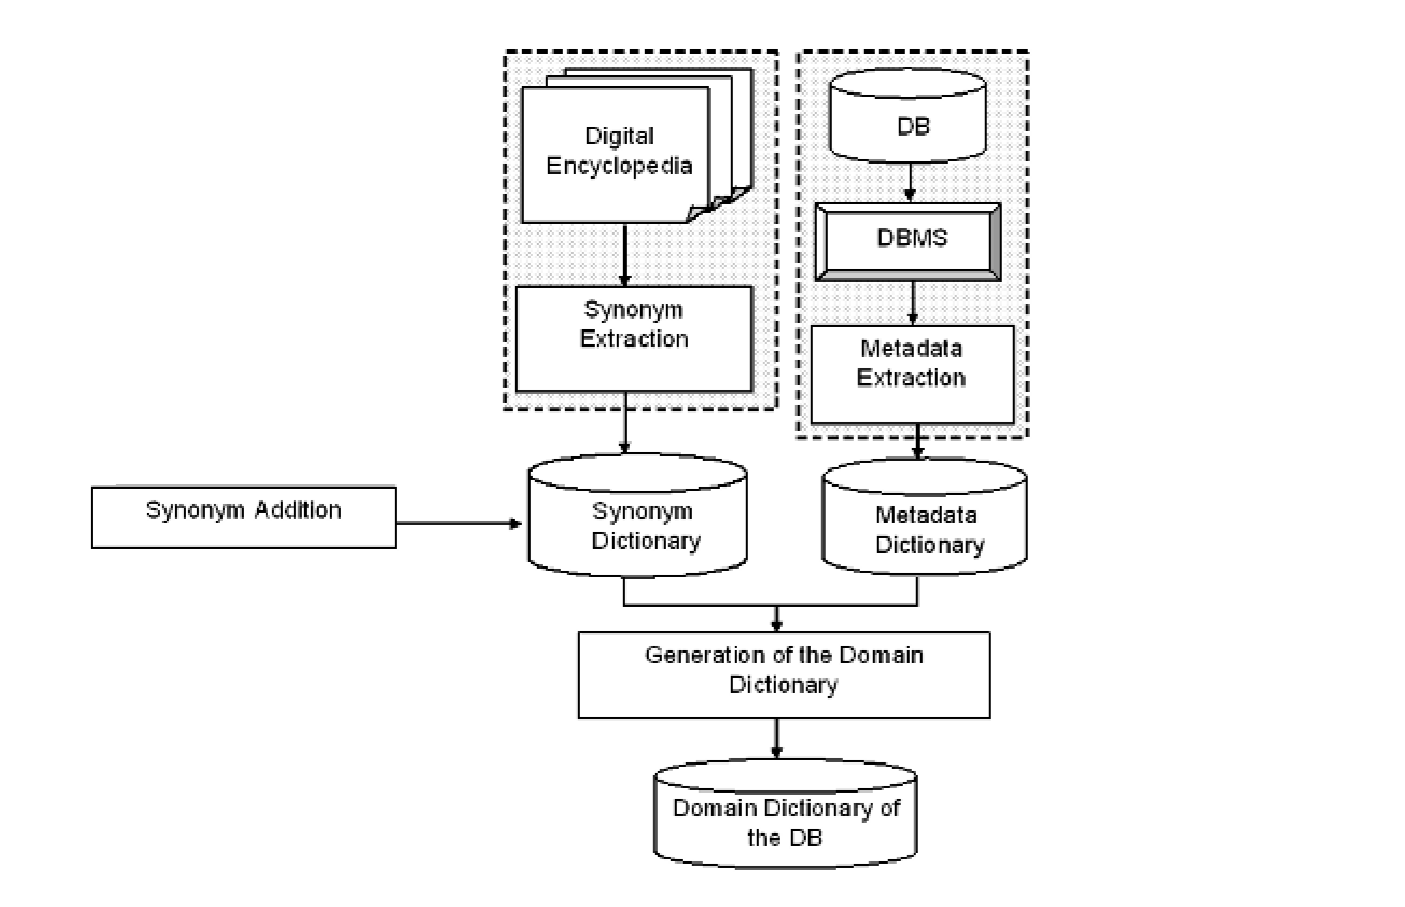 Digital
Encyclopedia
DB
DBMS
Synonym
Extraction
Metadata
Extraction
Synonym Addition
Synonym
Dictionary
Metadata
Dictionary
Generation of the Domain
Dictionary
Domain Dictionary of
the DB